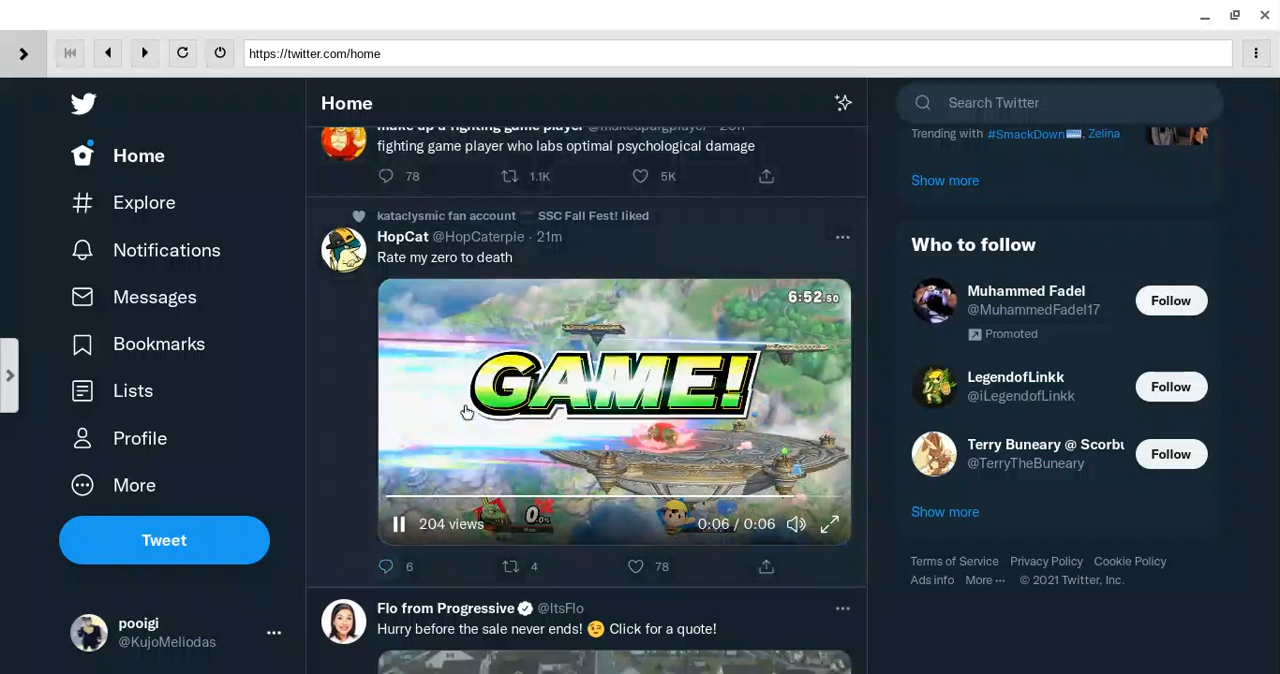 https://twitter.com/home
Home
Explore
Notifications
Messages
Bookmarks
Lists
Profile
More
Tweet
pooigi
@KujoMeliodas
Home
make up a fighting game player @makeupafgplayer · 20h
fighting game player who labs optimal psychological damage
78
1.1K
5K
kataclysmic fan account SSC Fall Fest! liked
HopCat @HopCaterpie · 21m
Rate my zero to death
6:52.50
GAME!
0.0%
204 views
0:06 / 0:06
6
4
78
Flo from Progressive @ItsFlo
Hurry before the sale never ends! Click for a quote!
Search Twitter
Trending with #SmackDown, Zelina
Show more
Who to follow
Muhammed Fadel
@MuhammedFadel17
Promoted
Follow
LegendofLinkk
@iLegendofLinkk
Follow
Terry Buneary @ Scorbu
@TerryTheBuneary
Follow
Show more
Terms of Service Privacy Policy Cookie Policy
Ads info More ··· © 2021 Twitter, Inc.